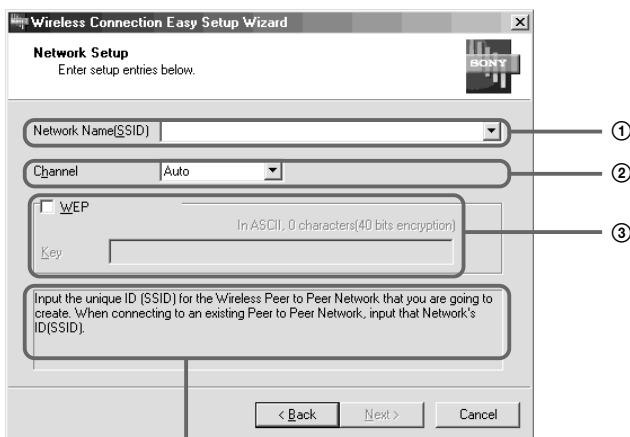 Wireless Connection Easy Setup Wizard
Network Setup
Enter setup entries below.
SONY
Network Name(SSID)
①
Channel
Auto
②
WEP
In ASCII, 0 characters(40 bits encryption)
Key
③
Input the unique ID (SSID) for the Wireless Peer to Peer Network that you are going to
create. When connecting to an existing Peer to Peer Network, input that Network's
ID(SSID).
< Back
Next >
Cancel